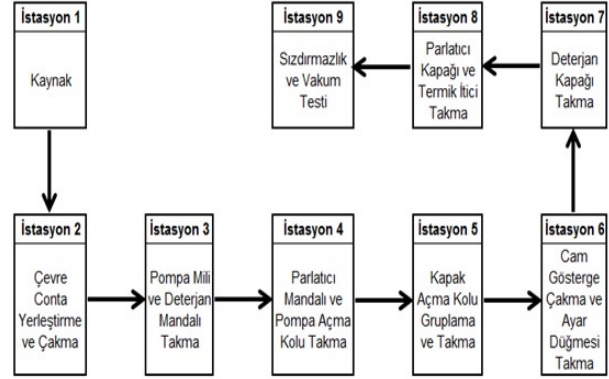 İstasyon 1
Kaynak
İstasyon 9
Sızdırmazlık
ve Vakum
Testi
İstasyon 8
Parlatıcı
Kapağı ve
Termik İtici
Takma
İstasyon 7
Deterjan
Kapağı
Takma
İstasyon 2
Çevre
Conta
Yerleştirme
ve Çakma
İstasyon 3
Pompa Mili
ve Deterjan
Mandalı
Takma
İstasyon 4
Parlatıcı
Mandalı ve
Pompa Açma
Kolu Takma
İstasyon 5
Kapak
Açma Kolu
Gruplama
ve Takma
İstasyon 6
Cam
Gösterge
Çakma ve
Ayar
Düğmesi
Takma